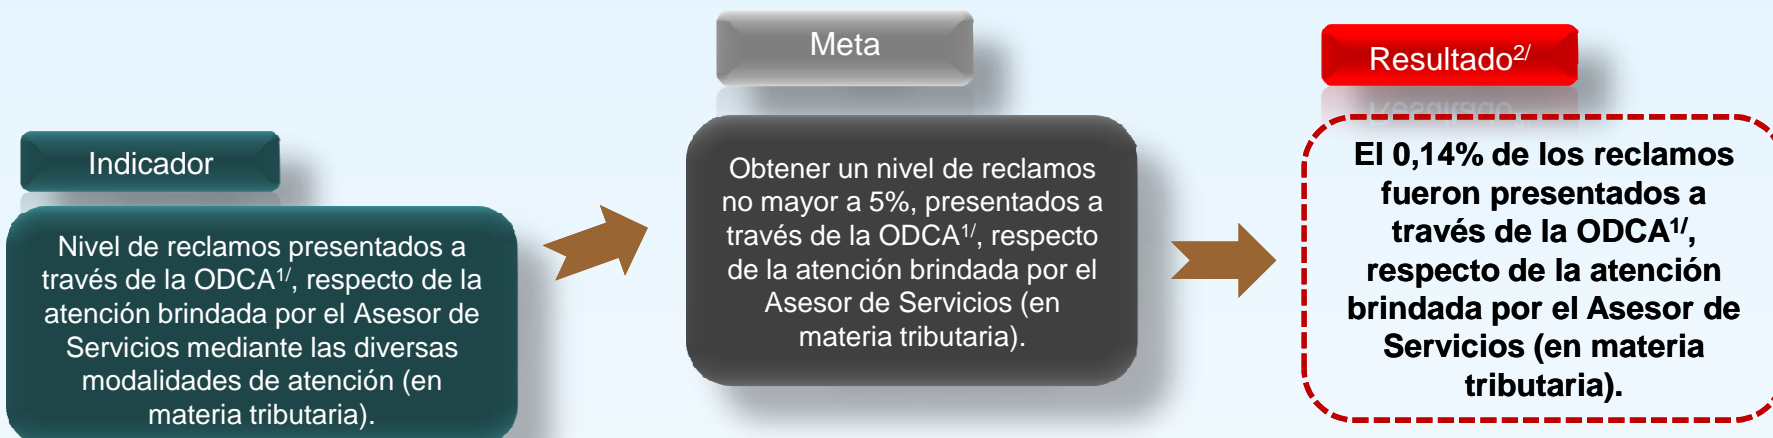 Indicador
Nivel de reclamos presentados a
través de la ODCA1/, respecto de la
atención brindada por el Asesor de
Servicios mediante las diversas
modalidades de atención (en
materia tributaria).
Meta
Obtener un nivel de reclamos
no mayor a 5%, presentados a
través de la ODCA1/, respecto
de la atención brindada por el
Asesor de Servicios (en
materia tributaria).
Resultado2/
El 0,14% de los reclamos
fueron presentados a
través de la ODCA1/,
respecto de la atención
brindada por el Asesor de
Servicios (en materia
tributaria).